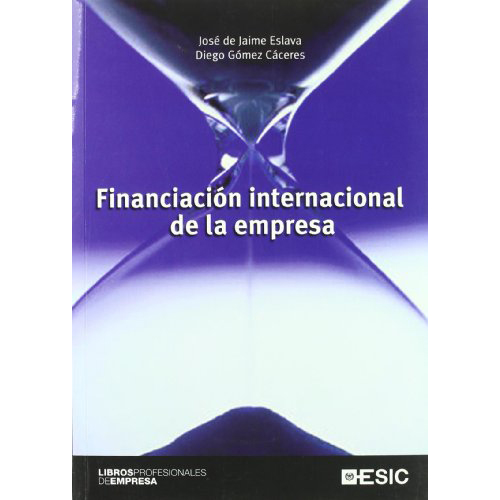 José de Jaime Eslava
Diego Gómez Cáceres
Financiación internacional
de la empresa
LIBROSPROFESIONALES
DEEMPRESA
ESIC